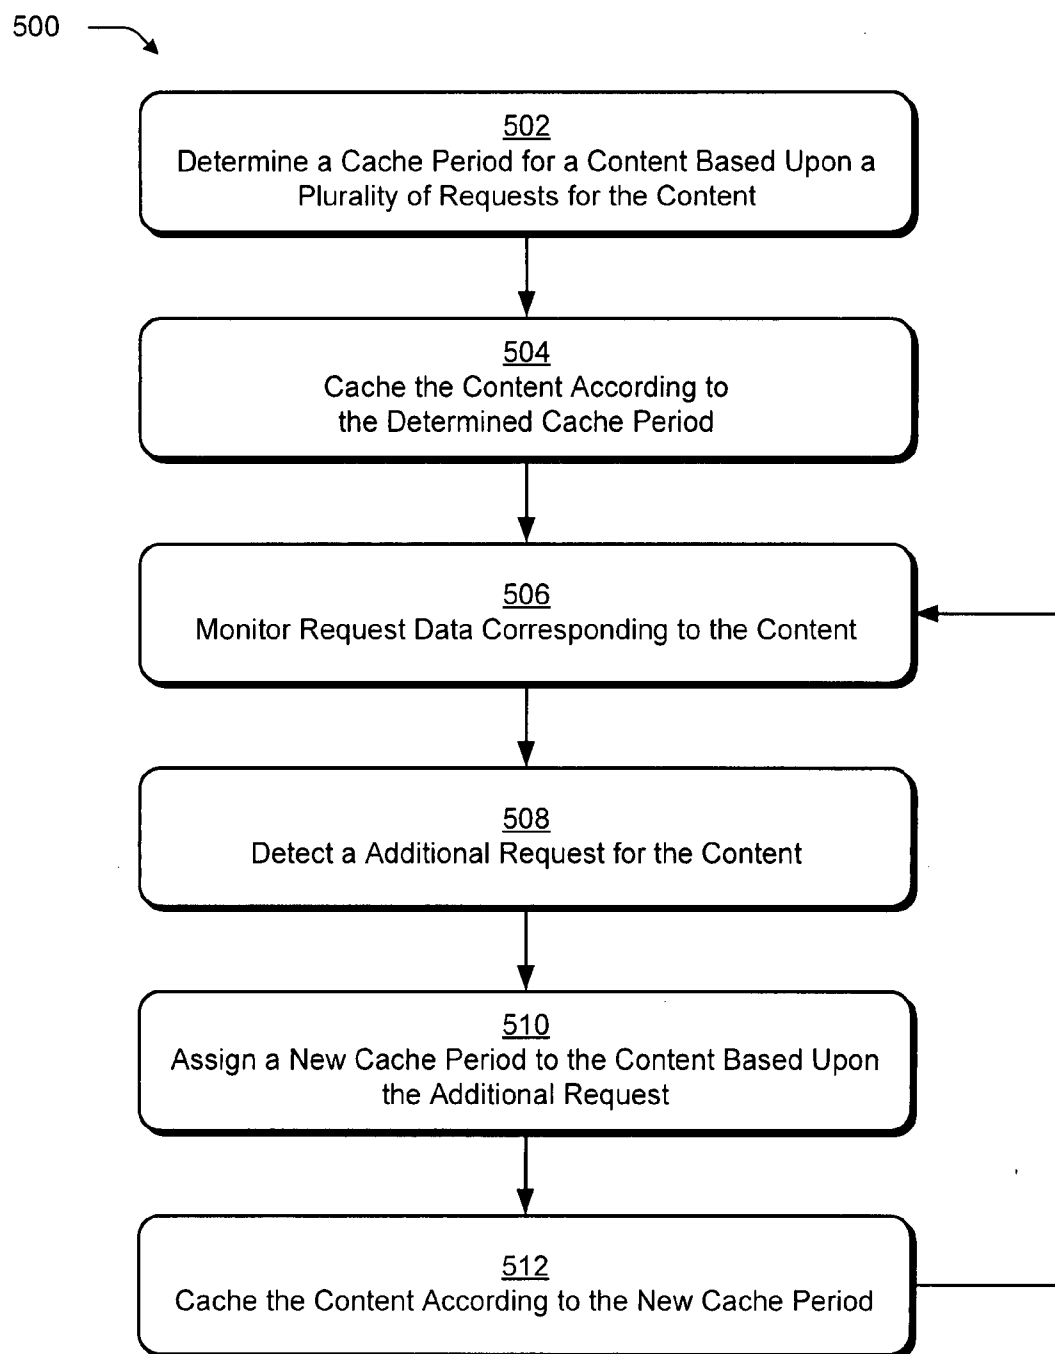 500
502
Determine a Cache Period for a Content Based Upon a
Plurality of Requests for the Content
504
Cache the Content According to
the Determined Cache Period
506
Monitor Request Data Corresponding to the Content
508
Detect a Additional Request for the Content
510
Assign a New Cache Period to the Content Based Upon
the Additional Request
512
Cache the Content According to the New Cache Period